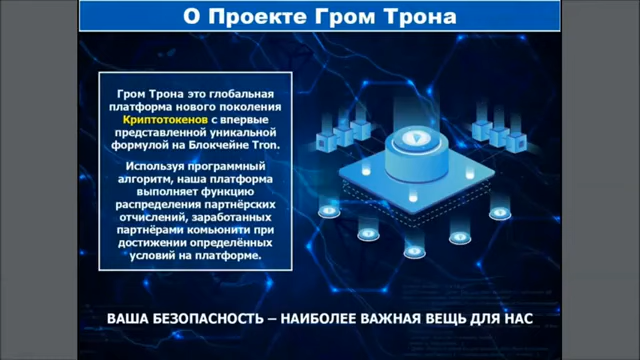 О Проекте Гром Трона
Гром Трона это глобальная
платформа нового поколения
Криптотокенов с впервые
представленной уникальной
формулой на Блокчейне Tron.
Используя программный
алгоритм, наша платформа
выполняет функцию
распределения партнёрских
отчислений, заработанных
партнёрами комьюнити при
достижении определённых
условий на платформе.
ВАША БЕЗОПАСНОСТЬ – НАИБОЛЕЕ ВАЖНАЯ ВЕЩЬ ДЛЯ НАС